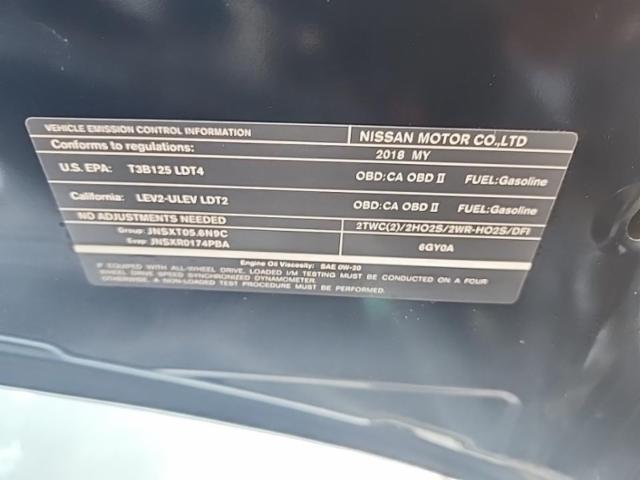 VEHICLE EMISSION CONTROL INFORMATION NISSAN MOTOR CO.,LTD
Conforms to regulations: 2018 MY
U.S. EPA: T3B125 LDT4 OBD:CA OBD II FUEL:Gasoline
California: LEV2-ULEV LDT2 OBD:CA OBD II FUEL:Gasoline
NO ADJUSTMENTS NEEDED 2TWC(2)/2HO2S/2WR-HO2S/DFI
Group: JNSXT05.6N9C
Evap: JNSXR0174PBA 6GY0A
Engine Oil Viscosity: SAE 0W-20
IF EQUIPPED WITH ALL-WHEEL DRIVE, LOADED I/M TESTING MUST BE CONDUCTED ON A FOUR
WHEEL DRIVE SPEED SYNCHRONIZED DYNAMOMETER.
OTHERWISE, A NON-LOADED TEST PROCEDURE MUST BE PERFORMED.